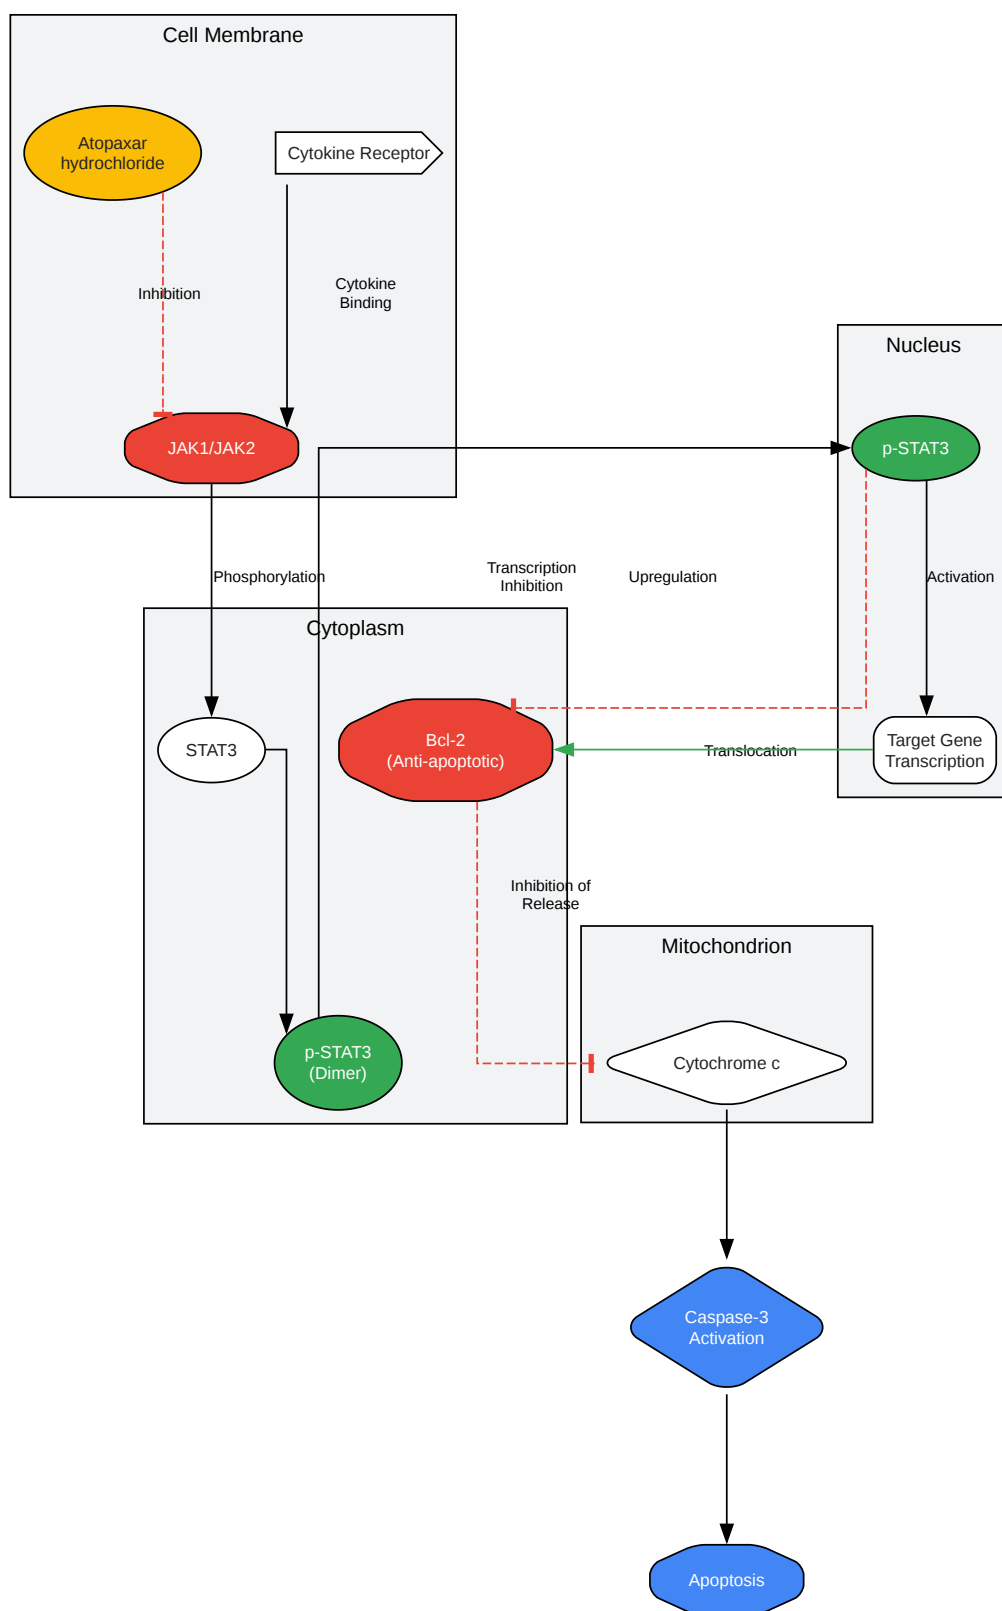 Cell Membrane
Atopaxar
hydrochloride
Cytokine Receptor
Inhibition
Cytokine
Binding
Nucleus
JAK1/JAK2
p-STAT3
Phosphorylation
Transcription
Inhibition
Upregulation
Activation
Cytoplasm
STAT3
Bcl-2
(Anti-apoptotic)
Translocation
Target Gene
Transcription
Inhibition of
Release
Mitochondrion
p-STAT3
(Dimer)
Cytochrome c
Caspase-3
Activation
Apoptosis